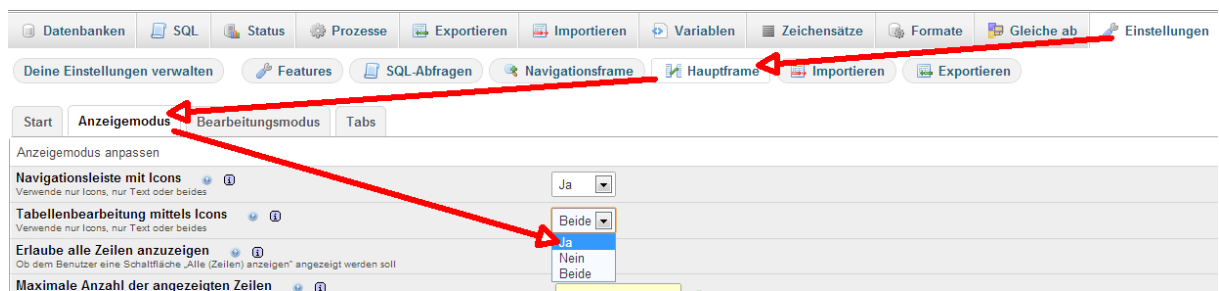 Datenbanken SQL Status Prozesse Exportieren Importieren Variablen Zeichensätze Formate Gleiche ab Einstellungen
Deine Einstellungen verwalten Features SQL-Abfragen Navigationsframe Hauptframe Importieren Exportieren
Start Anzeigemodus Bearbeitungsmodus Tabs
Anzeigemodus anpassen
Navigationsleiste mit Icons
Ja
Verwende nur Icons, nur Text oder beides
Tabellenbearbeitung mittels Icons
Beide
Verwende nur Icons, nur Text oder beides
Ja
Erlaube alle Zeilen anzuzeigen
Nein
Ob dem Benutzer eine Schaltfläche „Alle (Zeilen) anzeigen" angezeigt werden soll
Beide
Maximale Anzahl der angezeigten Zeilen